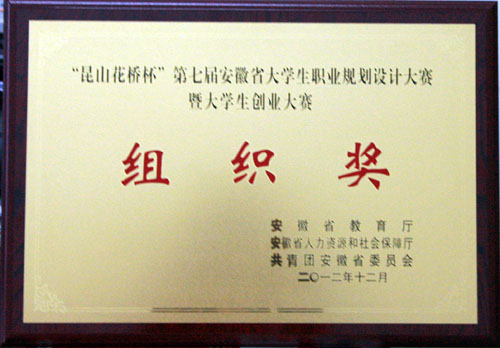 “昆山花桥杯”第七届安徽省大学生职业规划设计大赛
暨大学生创业大赛
组织奖
安徽省教育厅
安徽省人力资源和社会保障厅
共青团安徽省委员会
二〇一二年十二月